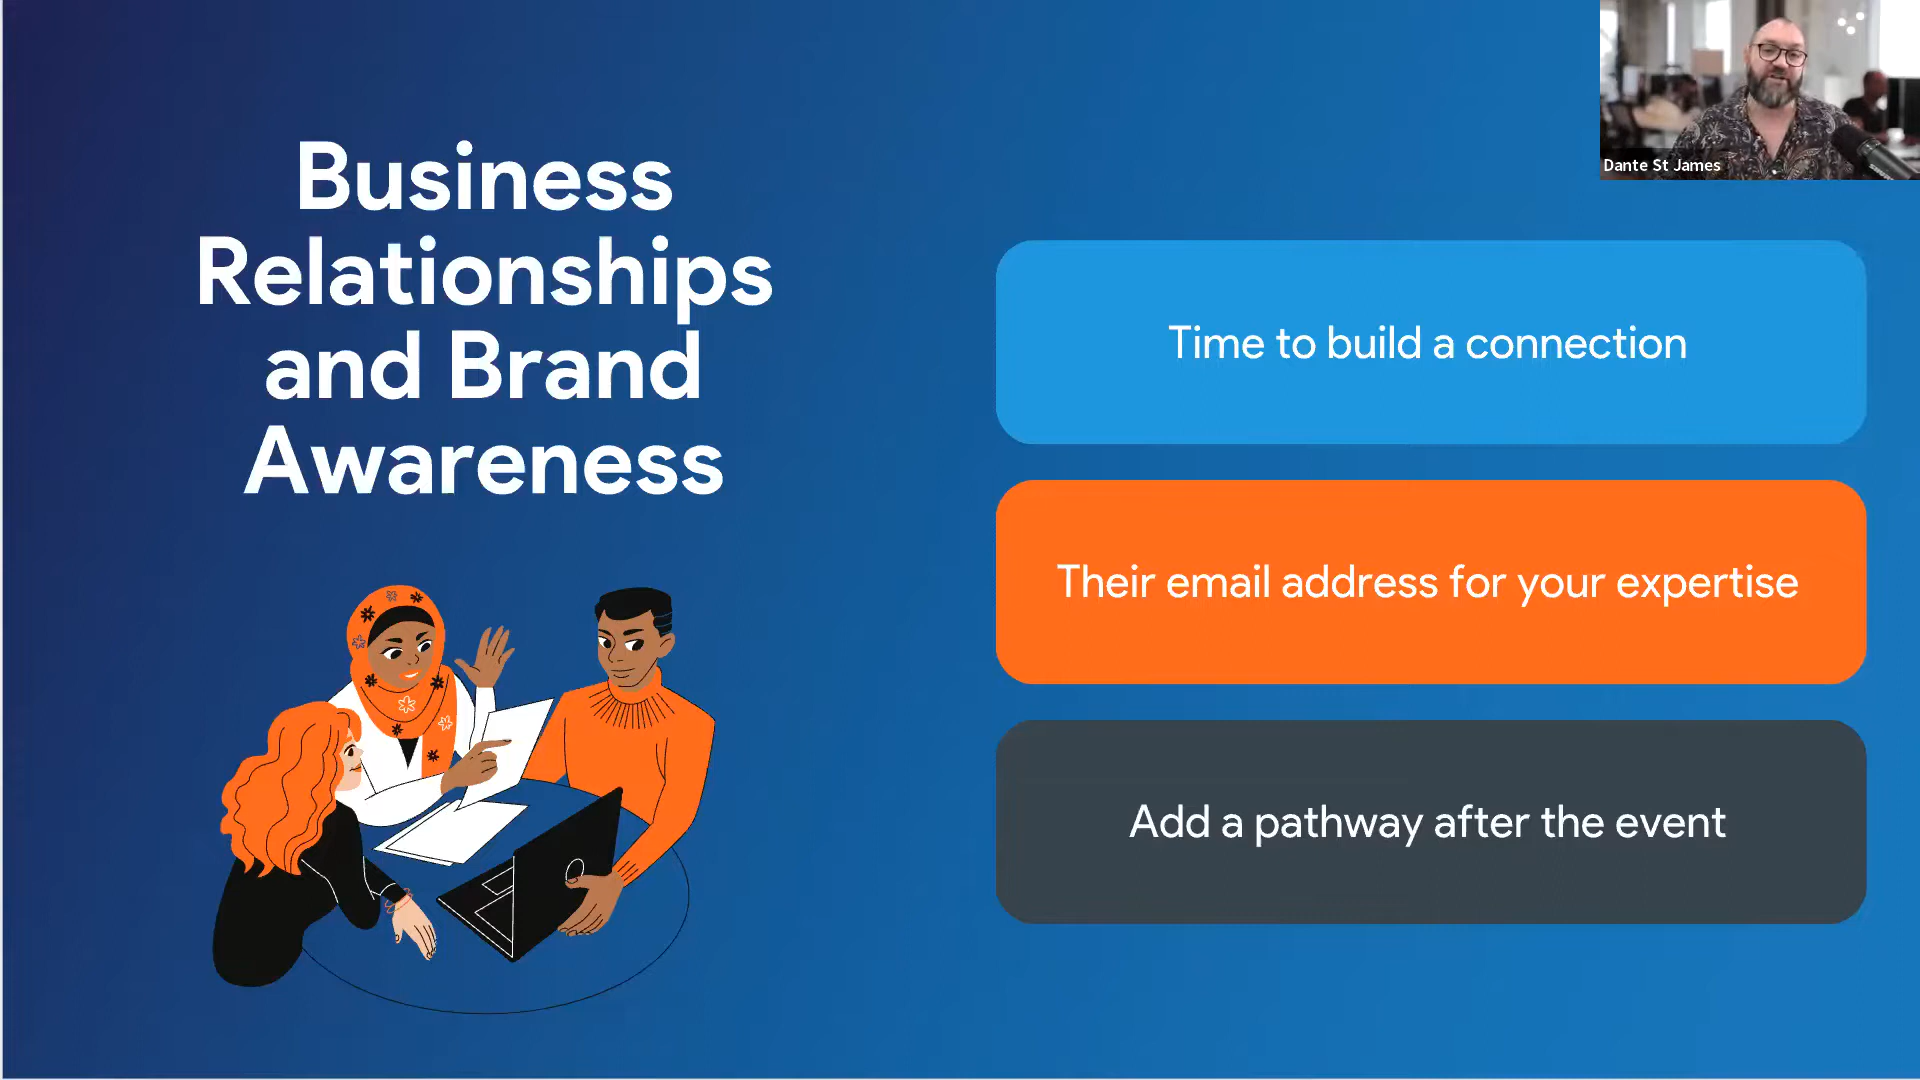 Business
Relationships
and Brand
Awareness
Dante St James
Time to build a connection
Their email address for your expertise
Add a pathway after the event